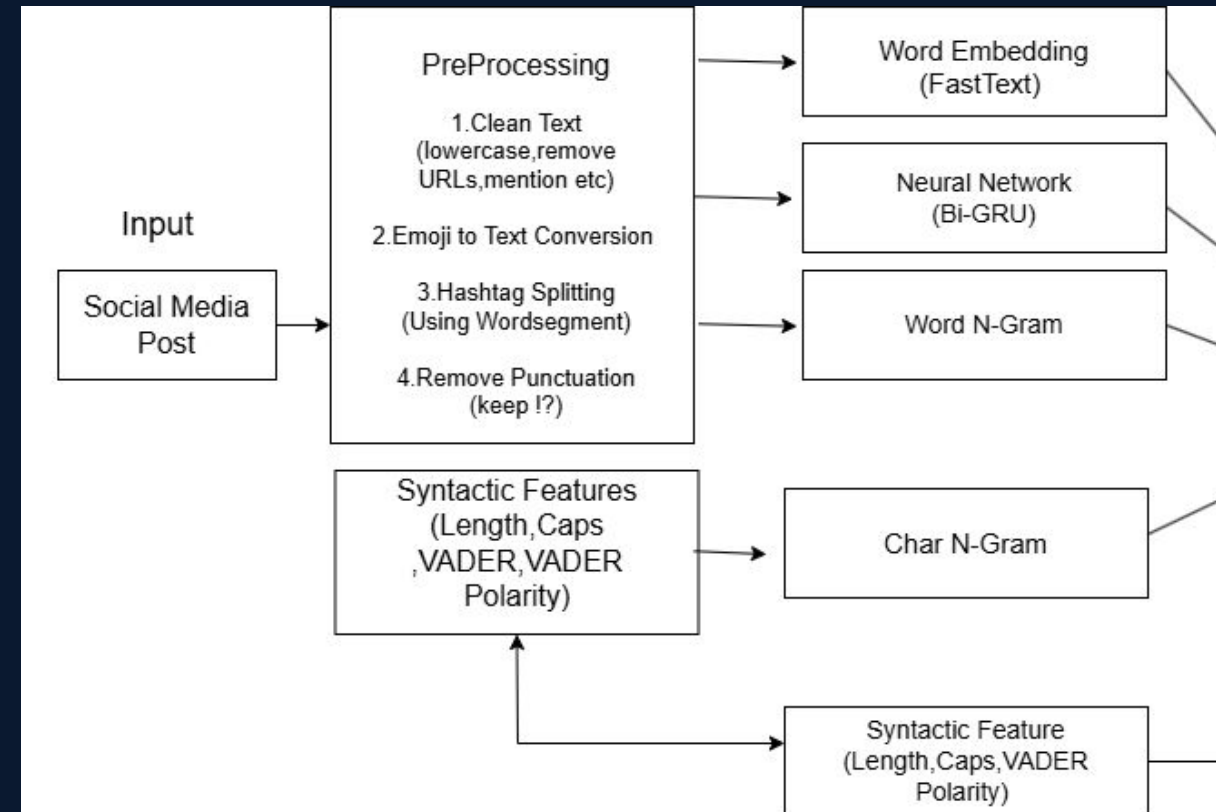 Input
Social Media
Post
PreProcessing
1.Clean Text
(lowercase,remove
URLs,mention etc)
2.Emoji to Text Conversion
3.Hashtag Splitting
(Using Wordsegment)
4.Remove Punctuation
(keep !?)
Syntactic Features
(Length,Caps
,VADER,VADER
Polarity)
Word Embedding
(FastText)
Neural Network
(Bi-GRU)
Word N-Gram
Char N-Gram
Syntactic Feature
(Length,Caps,VADER
Polarity)